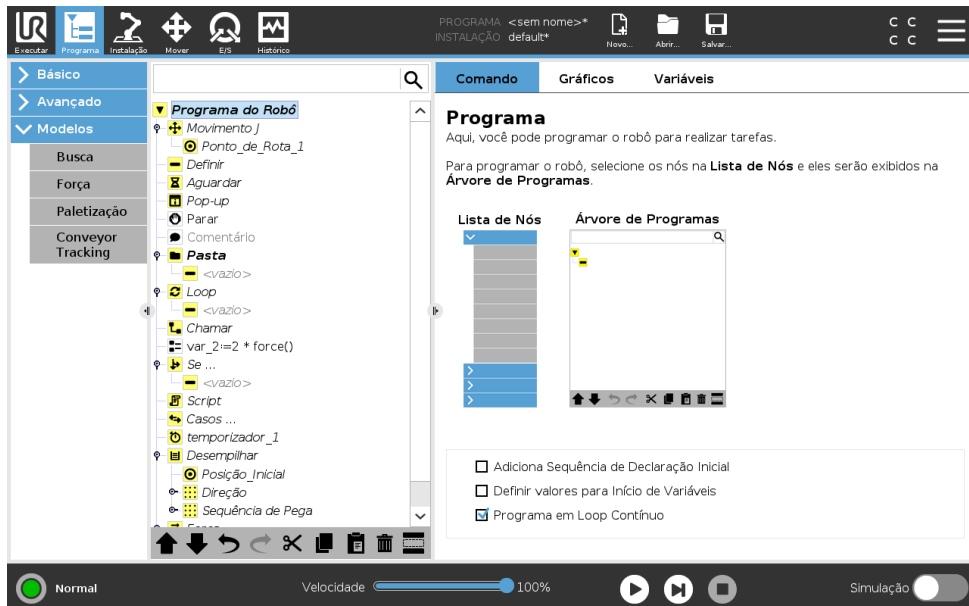 PROGRAMA <sem nome>*
INSTALAÇÃO default*
UR
Executar
Programa
Instalação
Mover
E/S
Histórico
Novo...
Abrir...
Salvar...
C C
C C
Básico
Avançado
Modelos
Busca
Força
Paletização
Conveyor
Tracking
Programa do Robô
Movimento J
Ponto_de_Rota_1
Definir
Aguardar
Pop-up
Parar
Comentário
Pasta
<vazio>
Loop
<vazio>
Chamar
var_2:=2 * force()
Se ...
<vazio>
Script
Casos ...
temporizador_1
Desempilhar
Posição_Inicial
Direção
Sequência de Pega
Comando
Gráficos
Variáveis
Programa
Aqui, você pode programar o robô para realizar tarefas.
Para programar o robô, selecione os nós na Lista de Nós e eles serão exibidos na
Árvore de Programas.
Lista de Nós
Árvore de Programas
Adiciona Sequência de Declaração Inicial
Definir valores para Início de Variáveis
Programa em Loop Contínuo
Normal
Velocidade
100%
Simulação